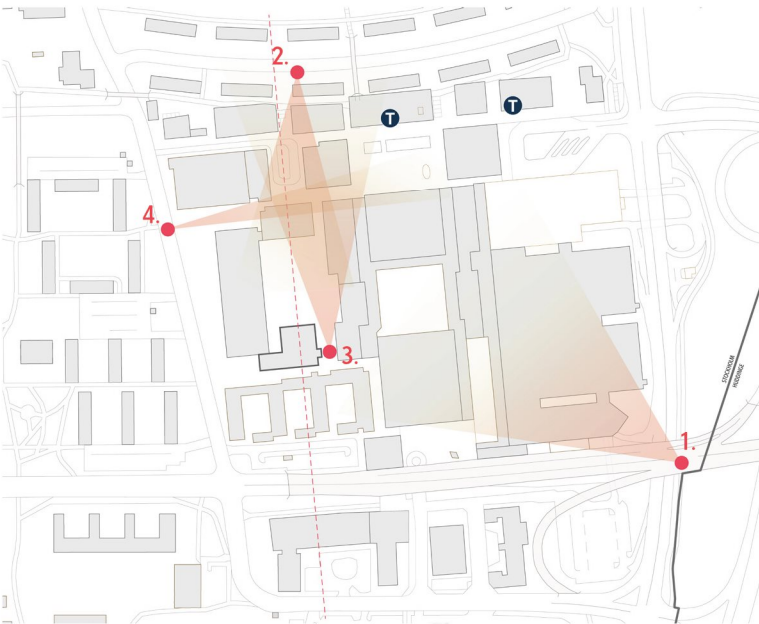 2.
T
T
4.
3.
STOCKHOLM
HUDDINGE
1.